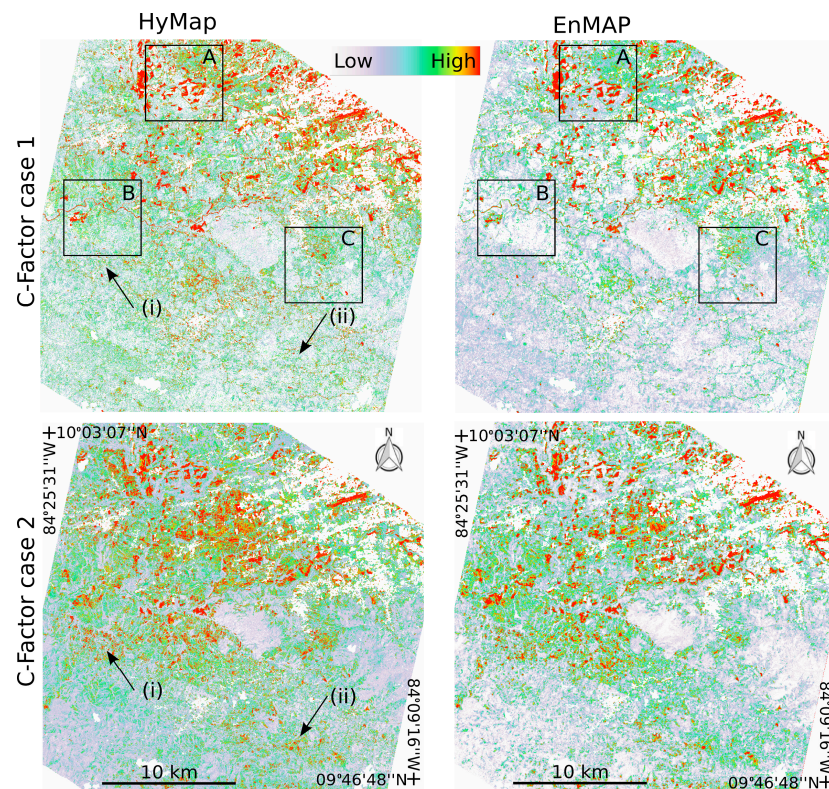 HyMap
EnMAP
Low
High
C-Factor case 1
A
B
C
(i)
(ii)
A
B
C
C-Factor case 2
10°03'07''N
84°25'31''W
N
(i)
(ii)
10 km
84°09'16''W
09°46'48''N
10°03'07''N
84°25'31''W
N
10 km
84°09'16''W
09°46'48''N